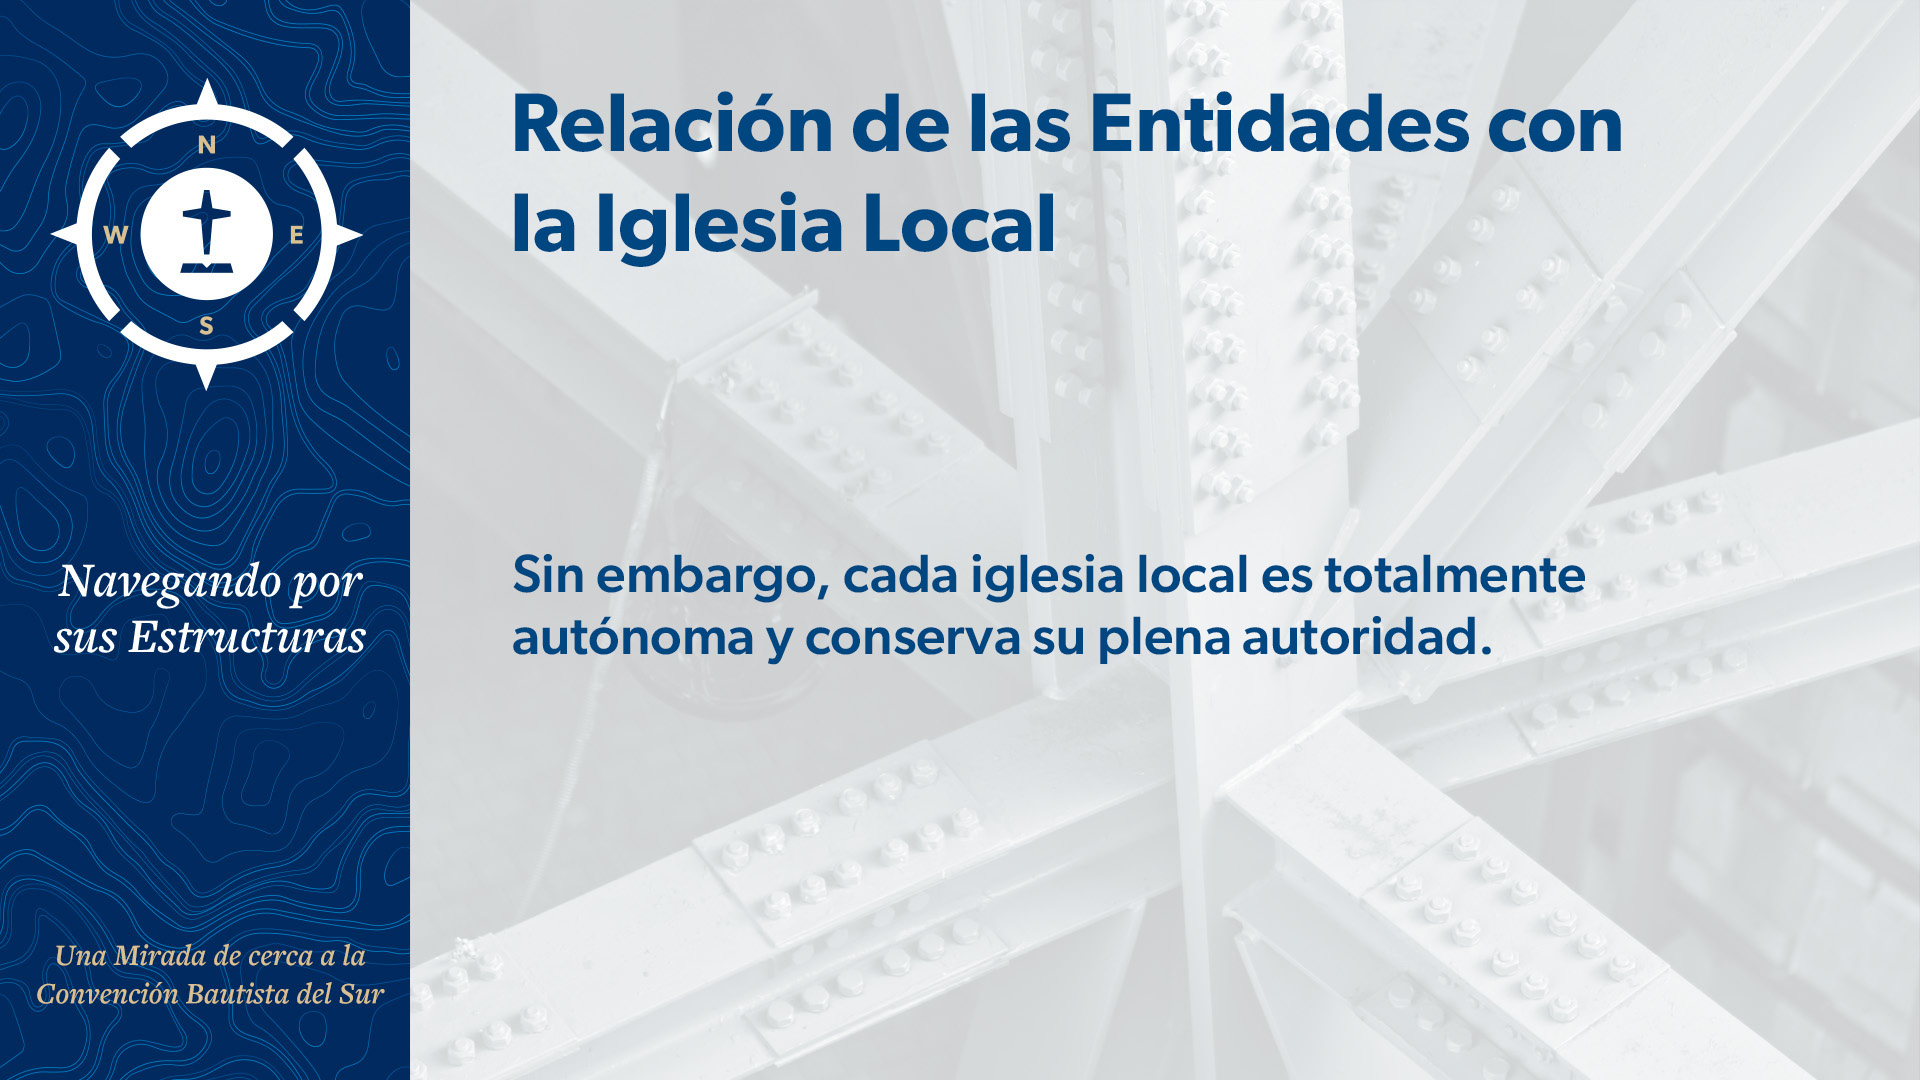 N
W
E
S
Navegando por
sus Estructuras
Una Mirada de cerca a la
Convención Bautista del Sur
Relación de las Entidades con
la Iglesia Local
Sin embargo, cada iglesia local es totalmente
autónoma y conserva su plena autoridad.